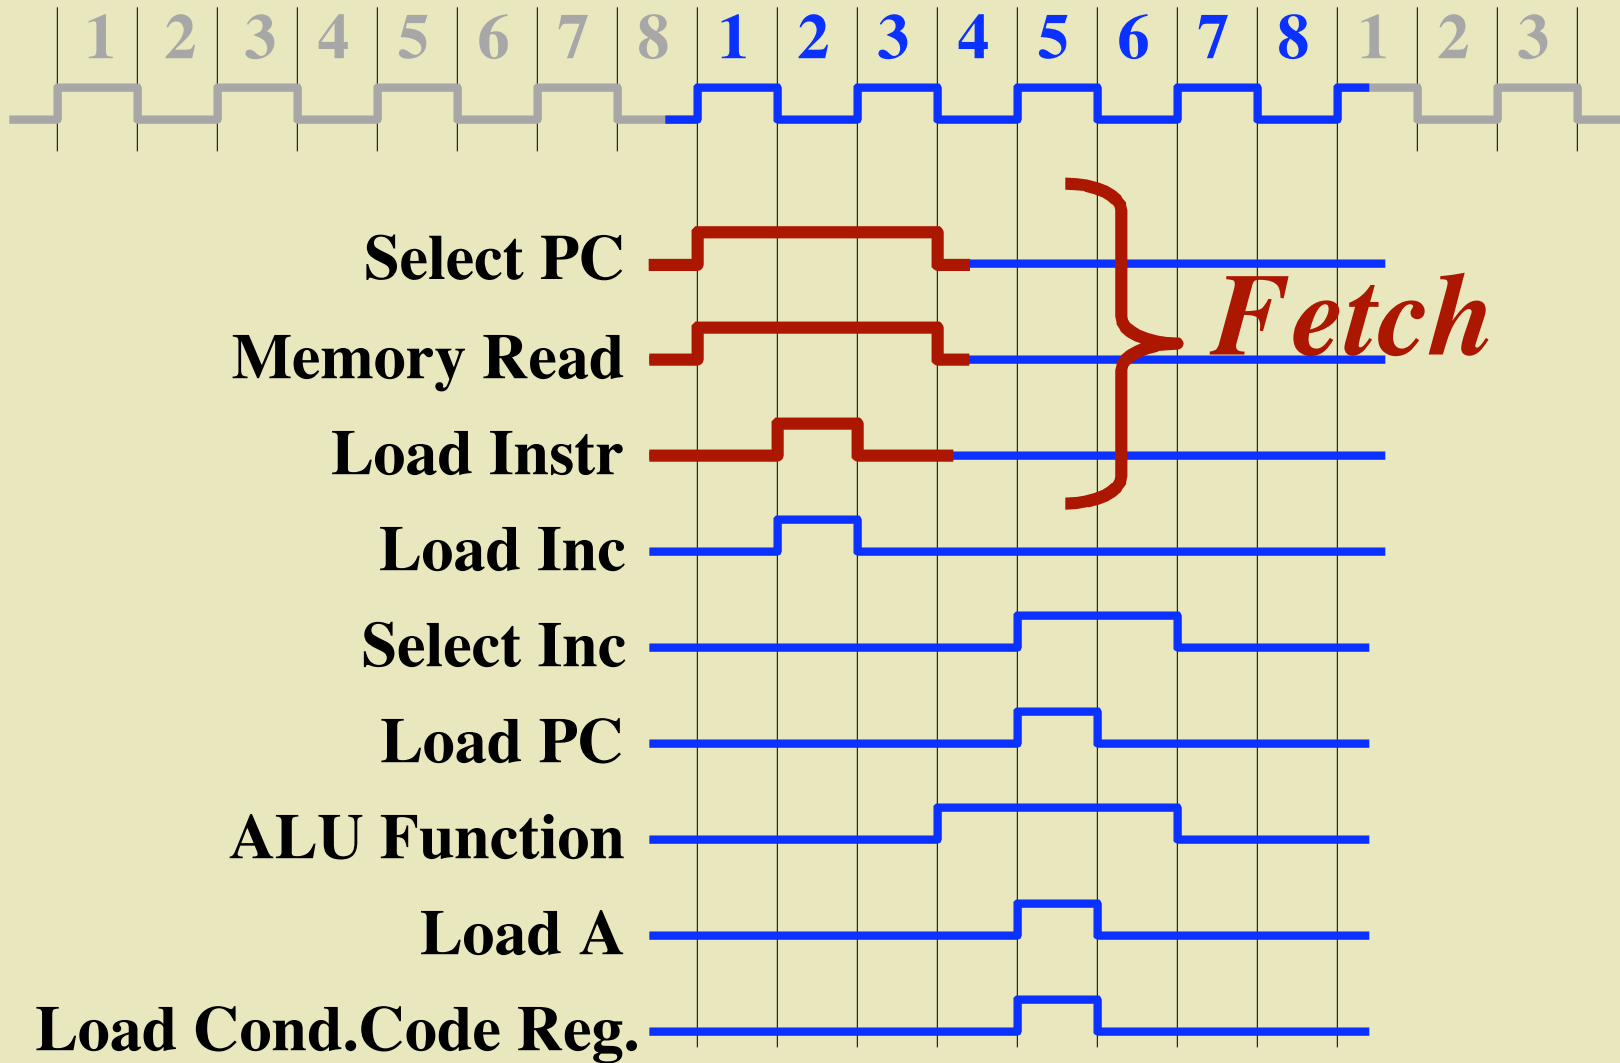 1 2 3 4 5 6 7 8 1 2 3 4 5 6 7 8 1 2 3
Select PC
Fetch
Memory Read
Load Instr
Load Inc
Select Inc
Load PC
ALU Function
Load A
Load Cond.Code Reg.